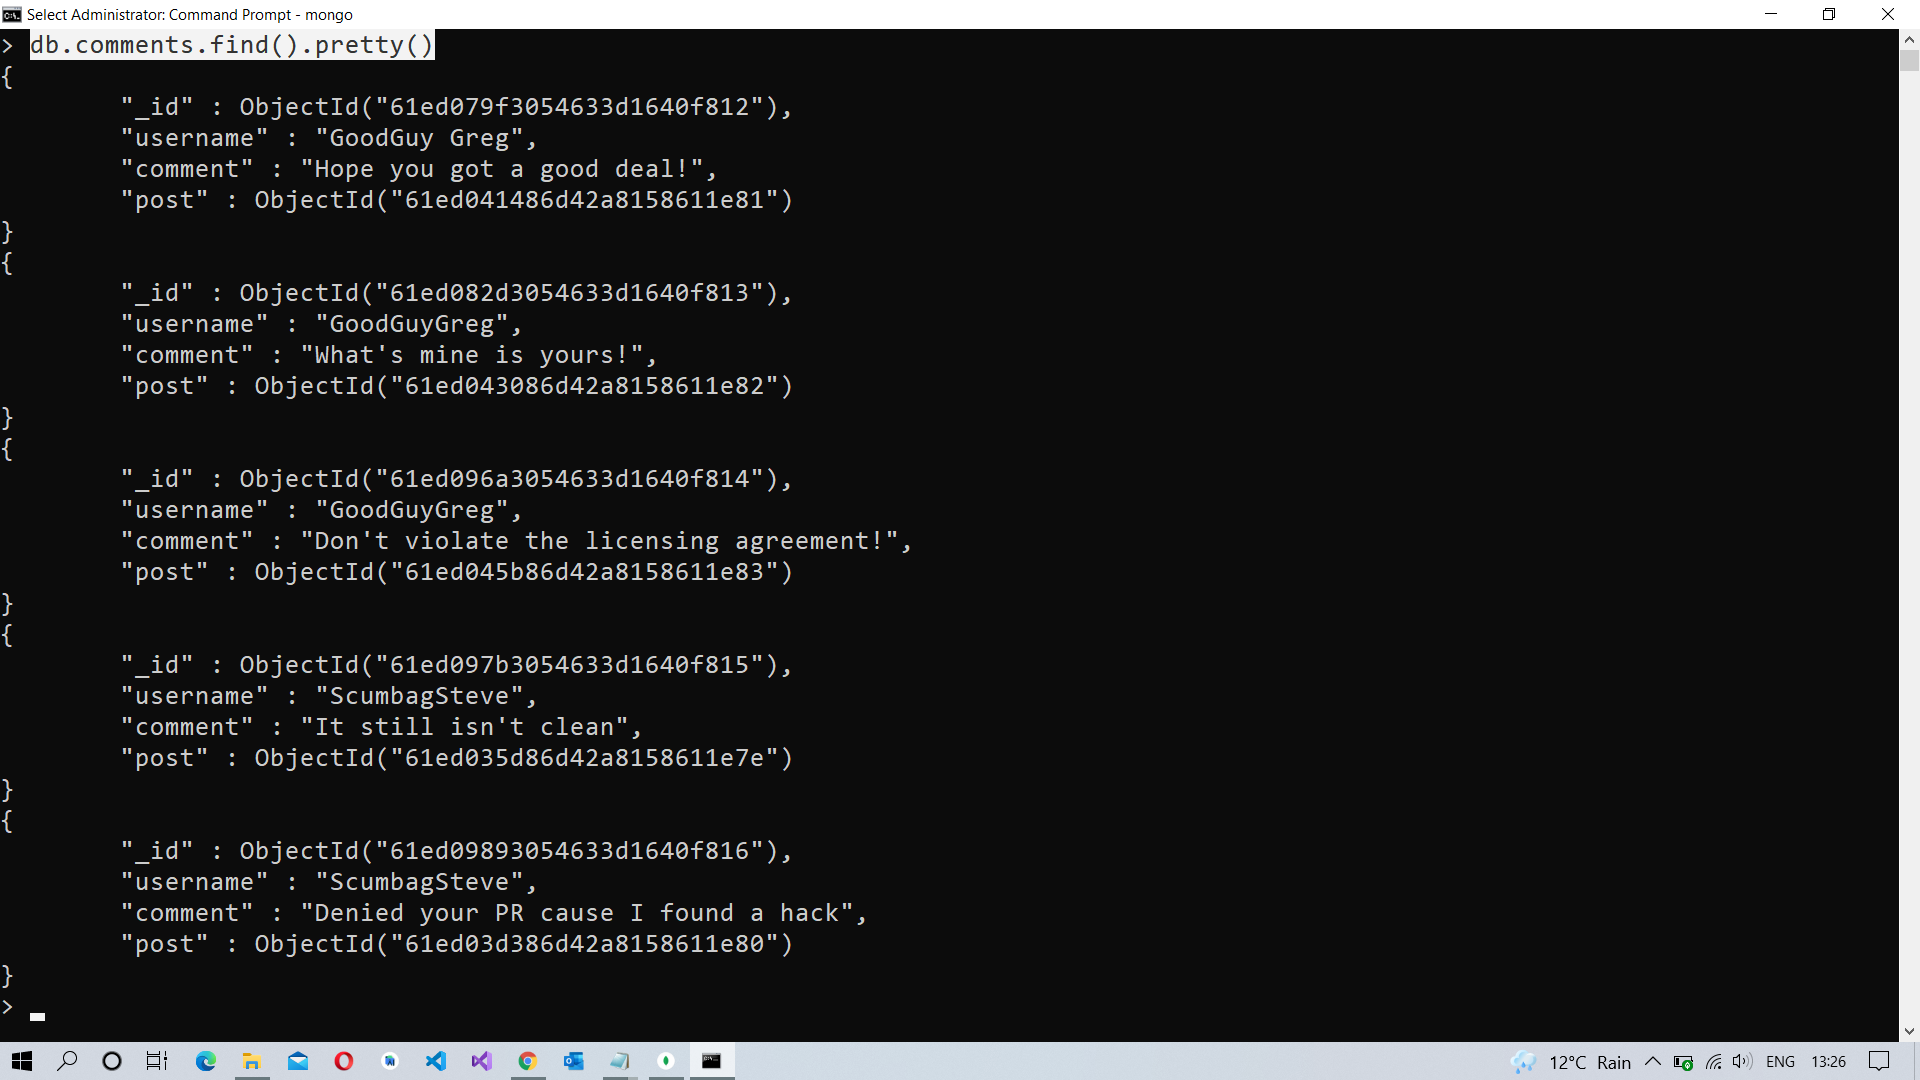 Select Administrator: Command Prompt - mongo
> db.comments.find().pretty()
{
"_id" : ObjectId("61ed079f3054633d1640f812"),
"username" : "GoodGuy Greg",
"comment" : "Hope you got a good deal!",
"post" : ObjectId("61ed041486d42a8158611e81")
}
{
"_id" : ObjectId("61ed082d3054633d1640f813"),
"username" : "GoodGuyGreg",
"comment" : "What's mine is yours!",
"post" : ObjectId("61ed043086d42a8158611e82")
}
{
"_id" : ObjectId("61ed096a3054633d1640f814"),
"username" : "GoodGuyGreg",
"comment" : "Don't violate the licensing agreement!",
"post" : ObjectId("61ed045b86d42a8158611e83")
}
{
"_id" : ObjectId("61ed097b3054633d1640f815"),
"username" : "ScumbagSteve",
"comment" : "It still isn't clean",
"post" : ObjectId("61ed035d86d42a8158611e7e")
}
{
"_id" : ObjectId("61ed09893054633d1640f816"),
"username" : "ScumbagSteve",
"comment" : "Denied your PR cause I found a hack",
"post" : ObjectId("61ed03d386d42a8158611e80")
}
>
12°C Rain ENG 13:26